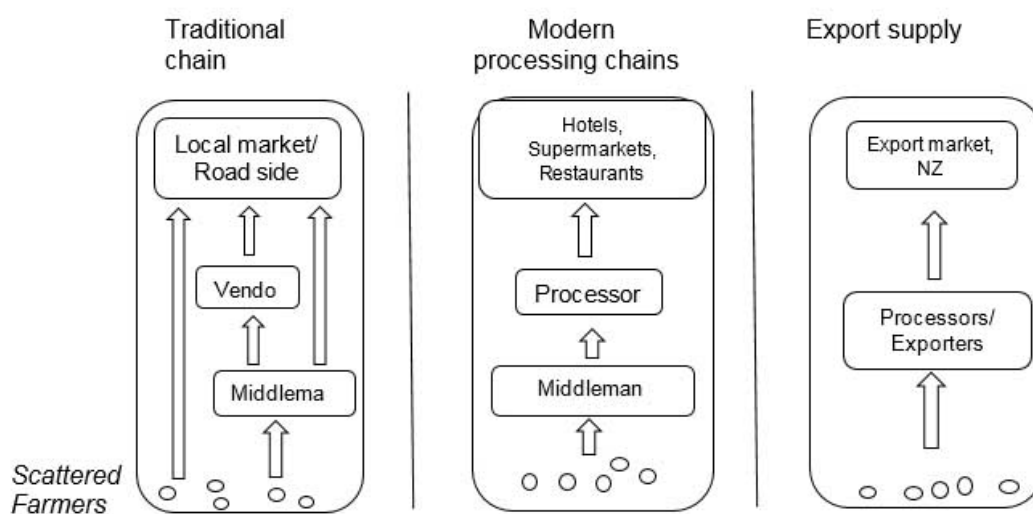 Traditional
chain
Local market/
Road side
Vendo
Middlema
Scattered
Farmers
Modern
processing chains
Hotels,
Supermarkets,
Restaurants
Processor
Middleman
Export supply
Export market,
NZ
Processors/
Exporters